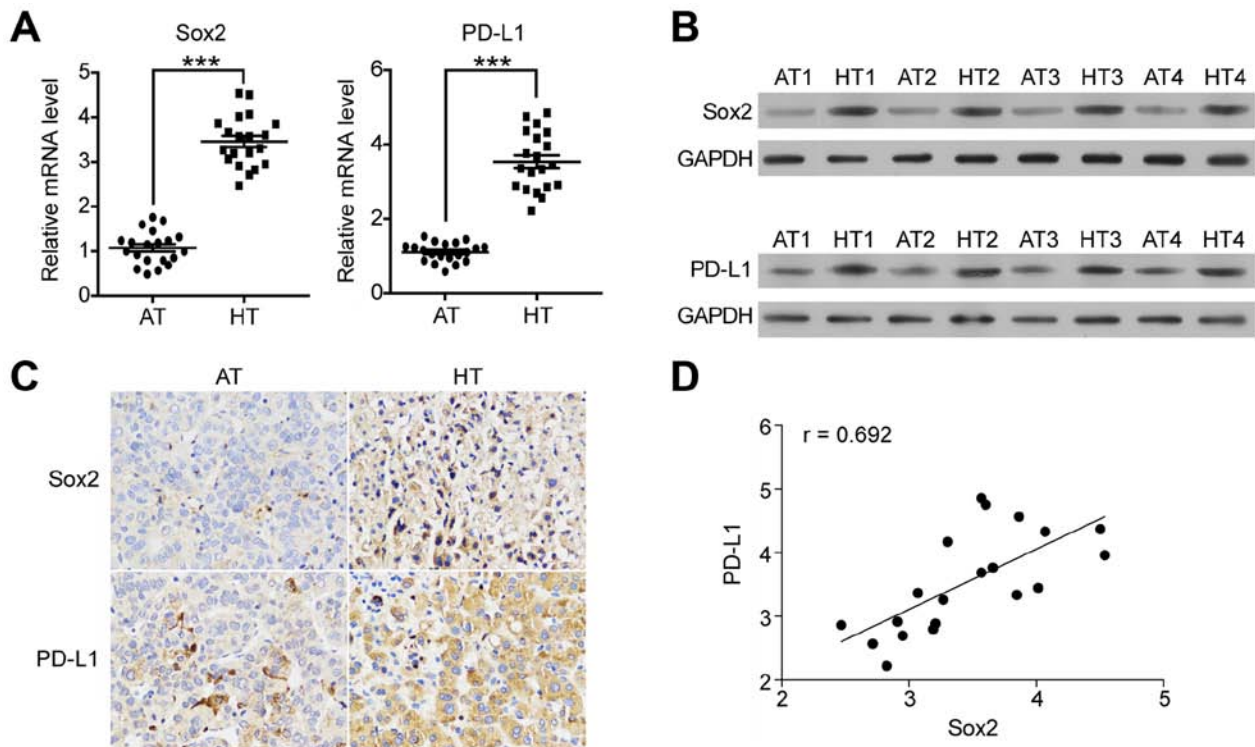 A
Sox2
***
Relative mRNA level
5
4
3
2
1
0
AT HT
PD-L1
***
Relative mRNA level
6
4
2
0
AT HT
B
AT1 HT1 AT2 HT2 AT3 HT3 AT4 HT4
Sox2
GAPDH
AT1 HT1 AT2 HT2 AT3 HT3 AT4 HT4
PD-L1
GAPDH
C
AT HT
Sox2
PD-L1
D
r = 0.692
PD-L1
6
5
4
3
2
2 3 4 5
Sox2